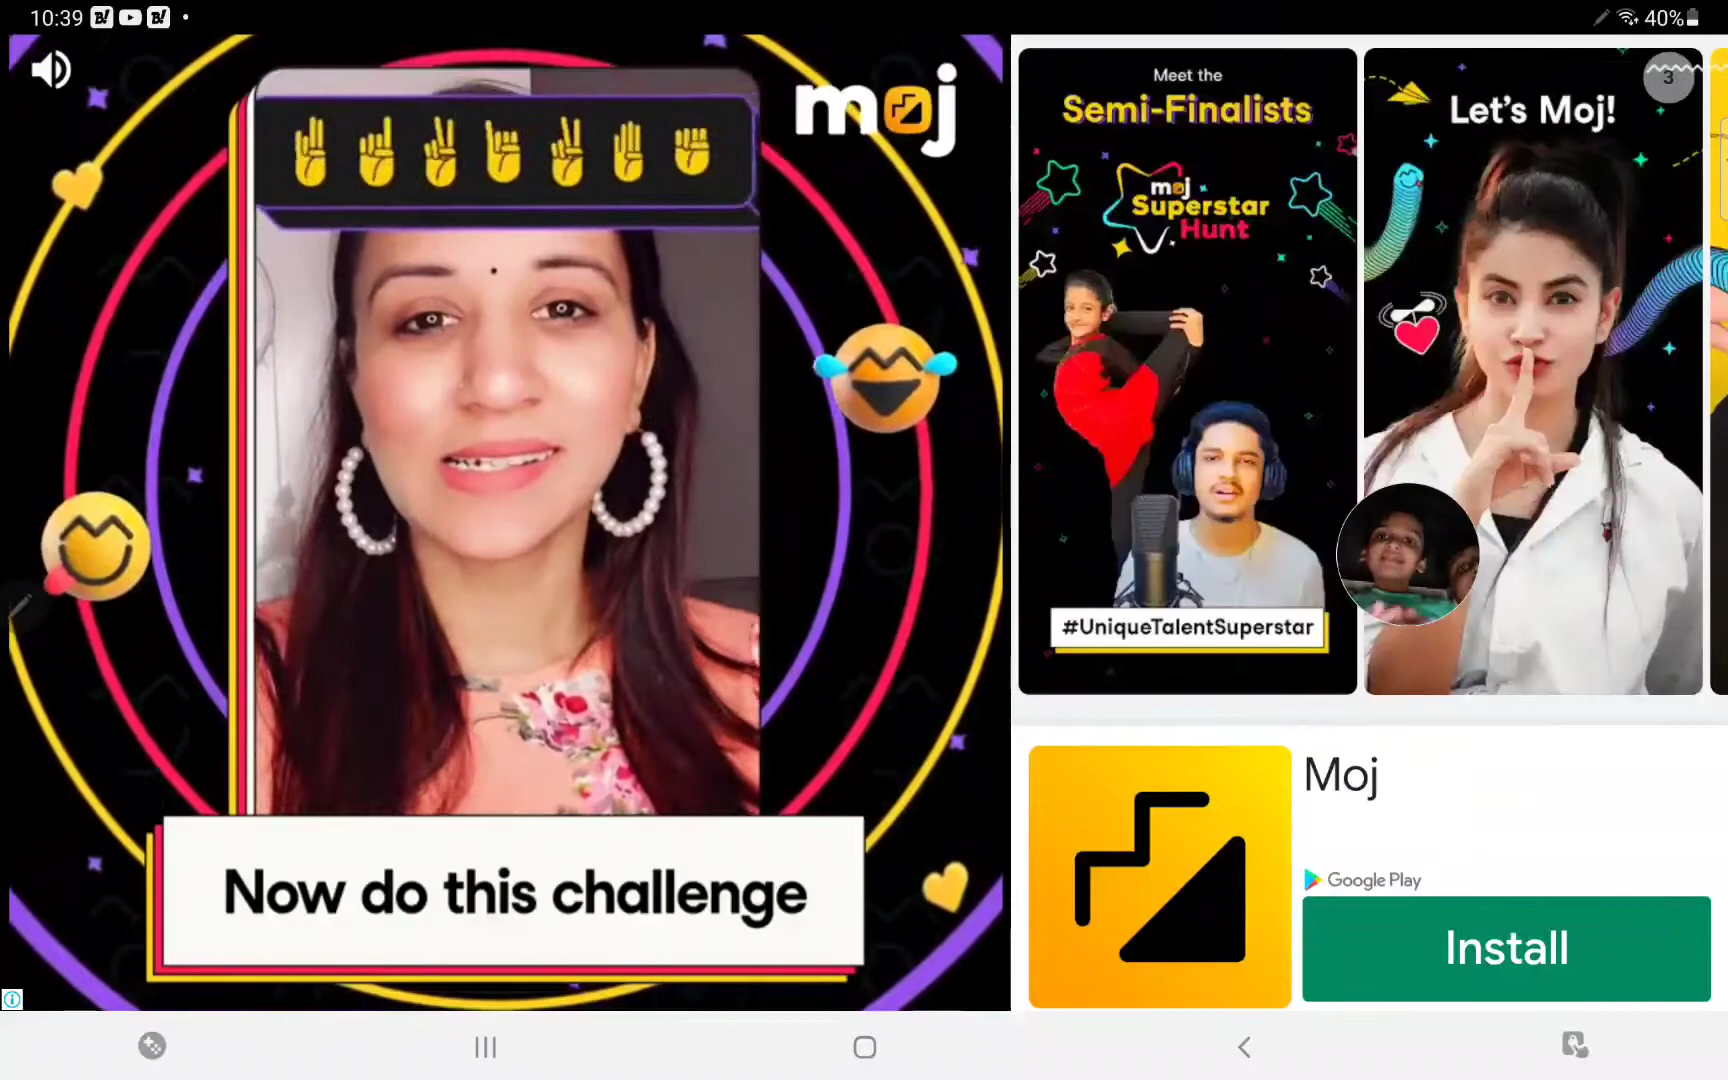 10:39
40%
moj
Now do this challenge
Meet the
Semi-Finalists
moj
Superstar
Hunt
#UniqueTalentSuperstar
3
Let's Moj!
Moj
Google Play
Install